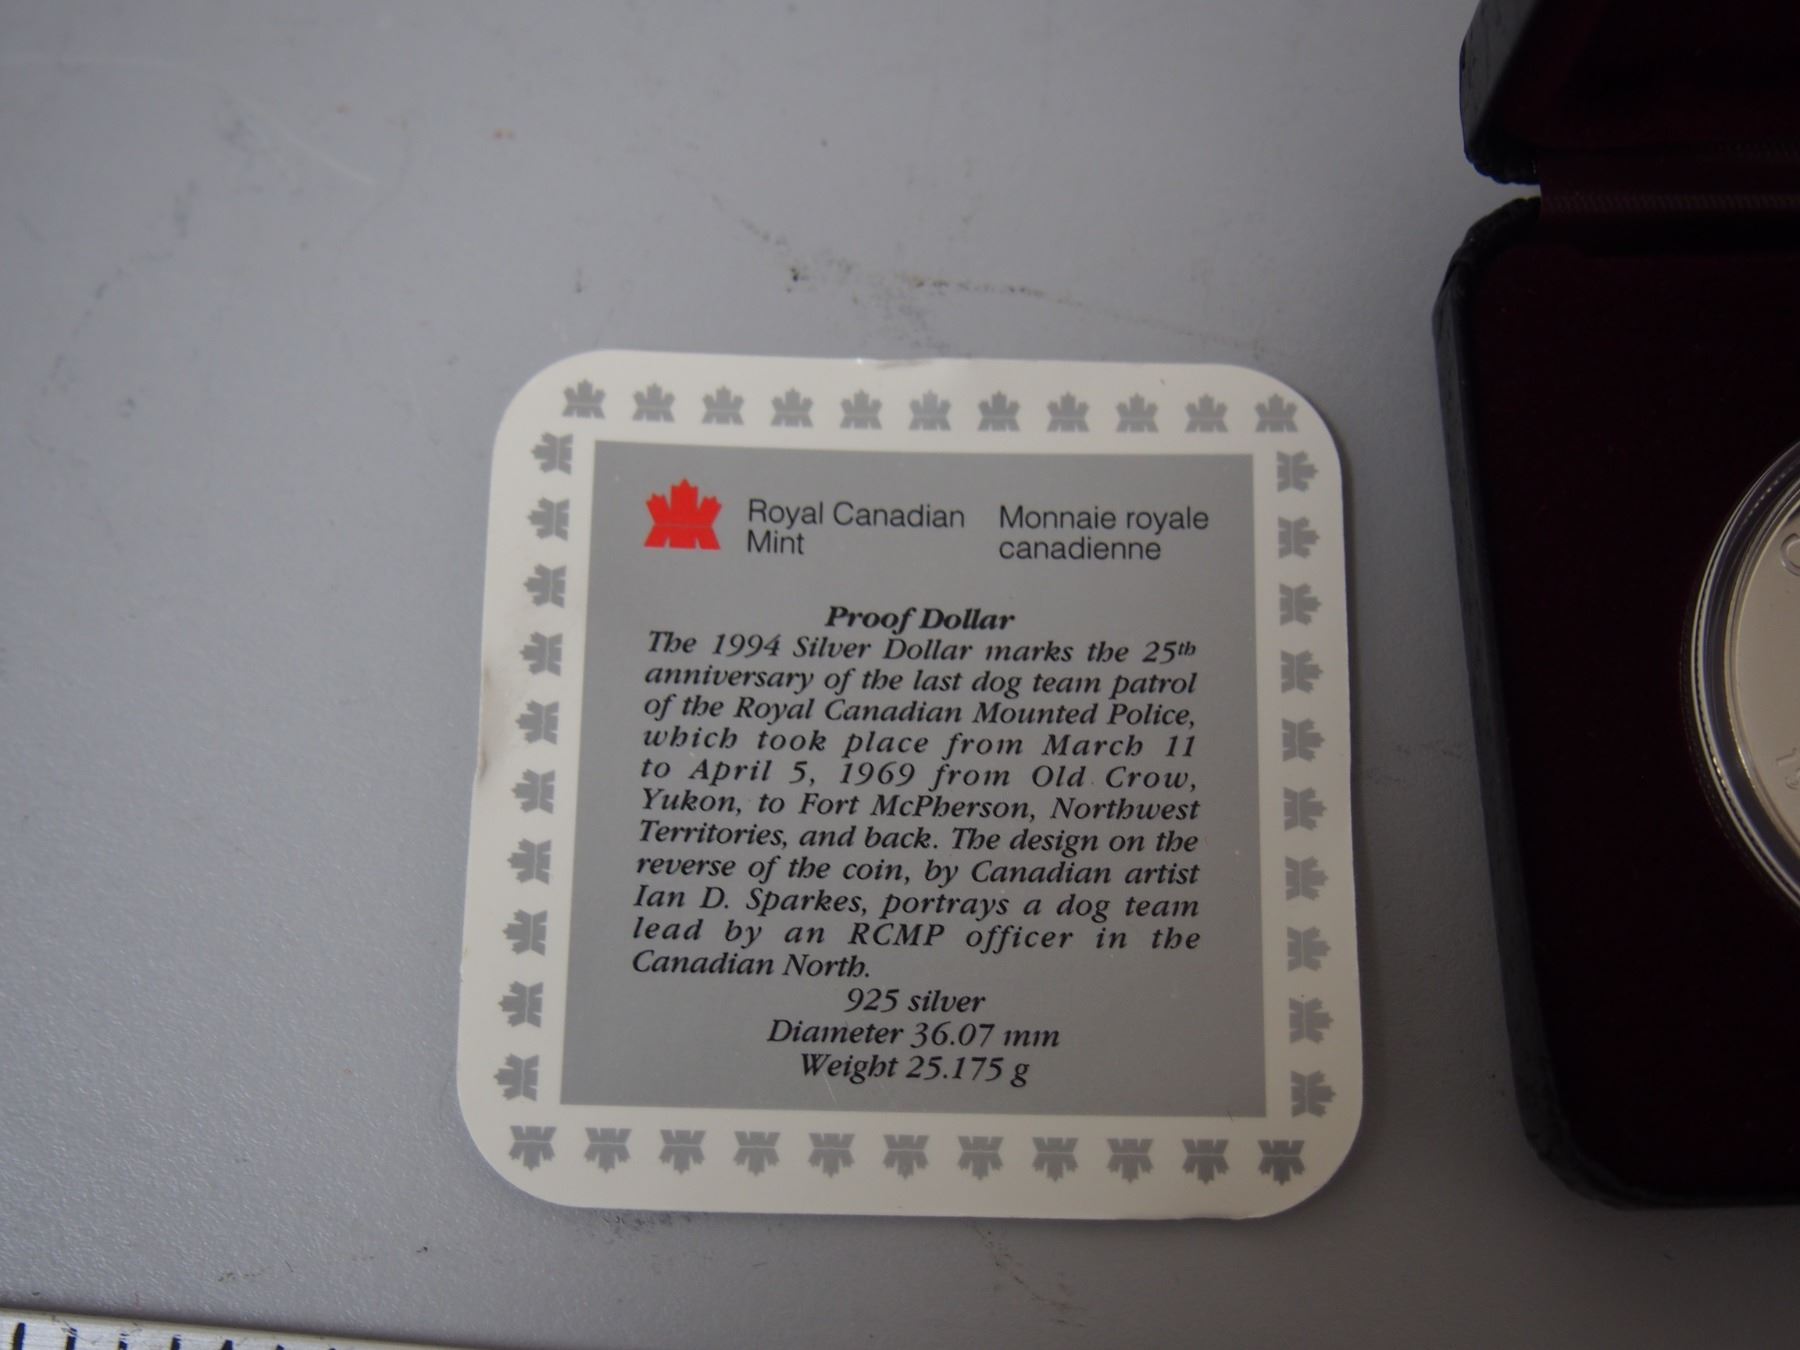 Royal Canadian Mint
Monnaie royale canadienne
Proof Dollar
The 1994 Silver Dollar marks the 25th
anniversary of the last dog team patrol
of the Royal Canadian Mounted Police,
which took place from March 11
to April 5, 1969 from Old Crow,
Yukon, to Fort McPherson, Northwest
Territories, and back. The design on the
reverse of the coin, by Canadian artist
Ian D. Sparkes, portrays a dog team
lead by an RCMP officer in the
Canadian North.
925 silver
Diameter 36.07 mm
Weight 25.175 g